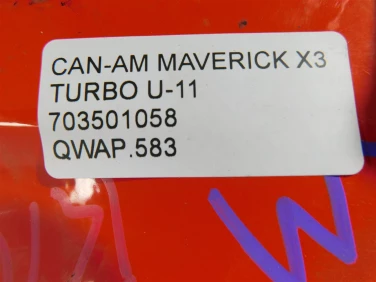 CAN-AM MAVERICK X3
TURBO U-11
703501058
QWAP.583